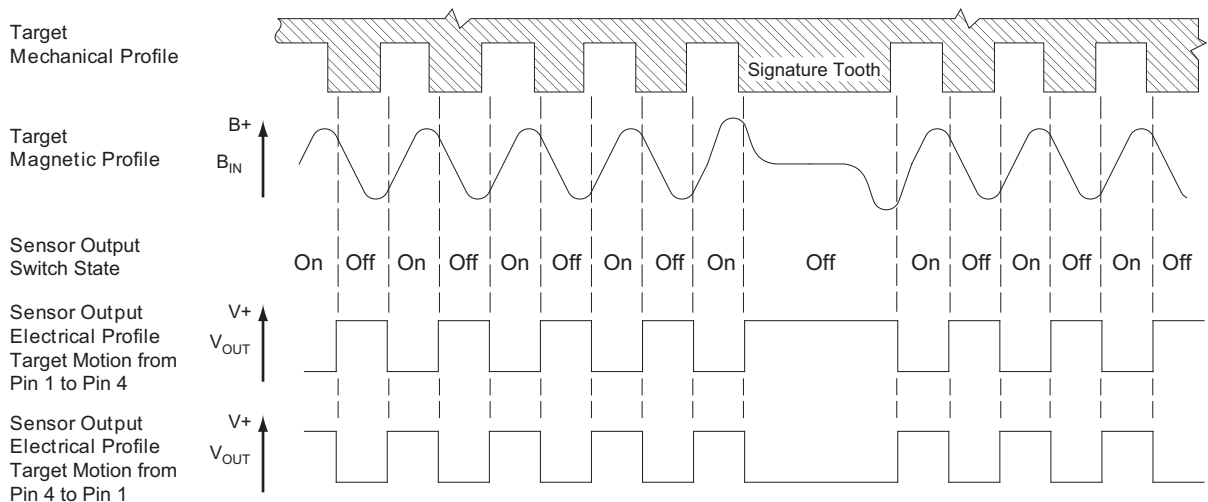 Target
Mechanical Profile
Signature Tooth
Target
Magnetic Profile
B+
BIN
Sensor Output
Switch State
On Off On Off On Off On Off On Off On Off On Off On Off
Sensor Output
Electrical Profile
Target Motion from
Pin 1 to Pin 4
V+
VOUT
Sensor Output
Electrical Profile
Target Motion from
Pin 4 to Pin 1
V+
VOUT